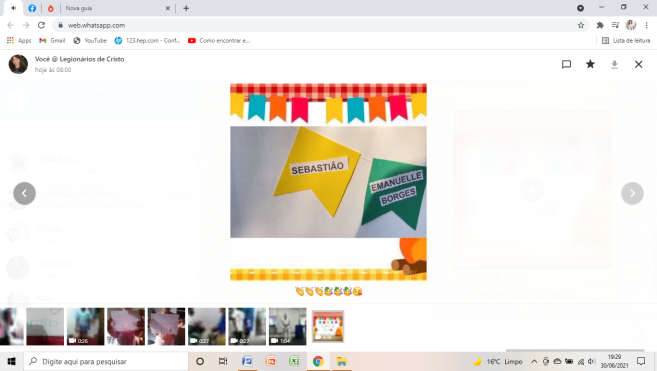 Nova guia
web.whatsapp.com
Apps
Gmail
YouTube
123.hep.com - Conf...
Como encontrar e...
Lista de leitura
Você @ Legionários de Cristo
hoje às 08:00
SEBASTIÃO
EMANUELLE
BORGES
0:26
0:27
0:27
1:04
Digite aqui para pesquisar
16°C Limpo
19:29
30/06/2021